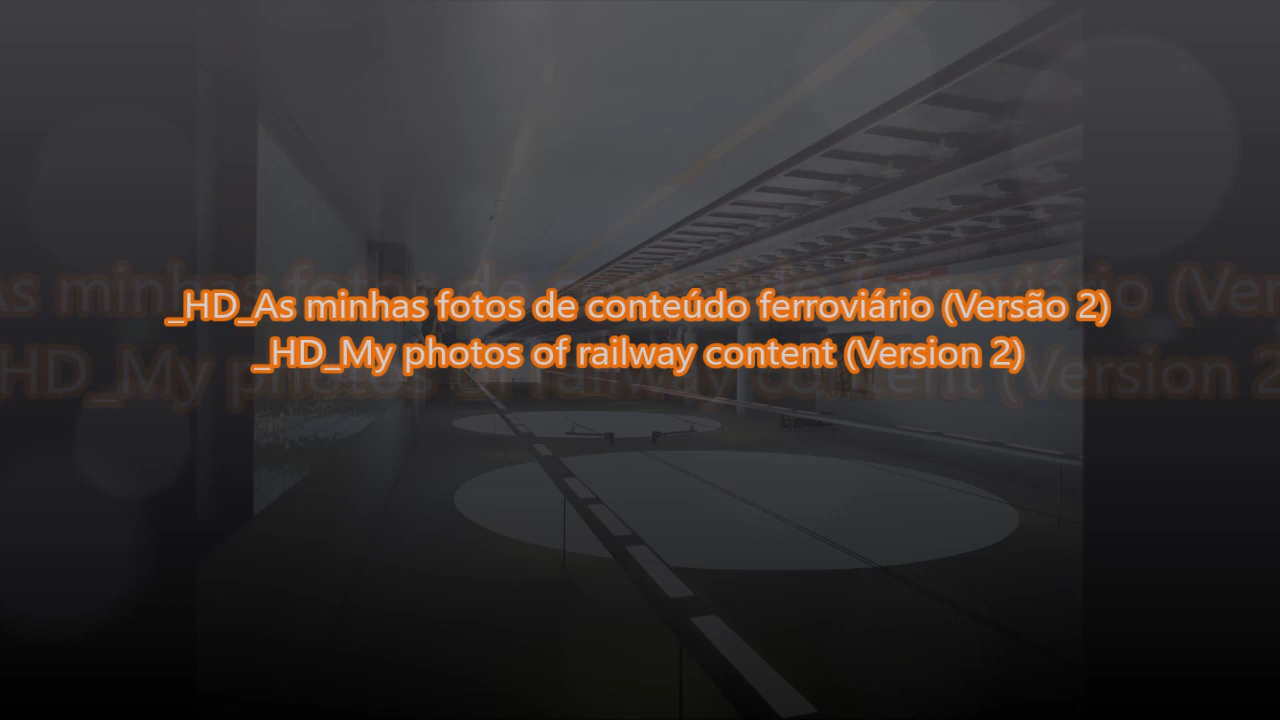 _HD_As minhas fotos de conteúdo ferroviário (Versão 2)
_HD_My photos of railway content (Version 2)